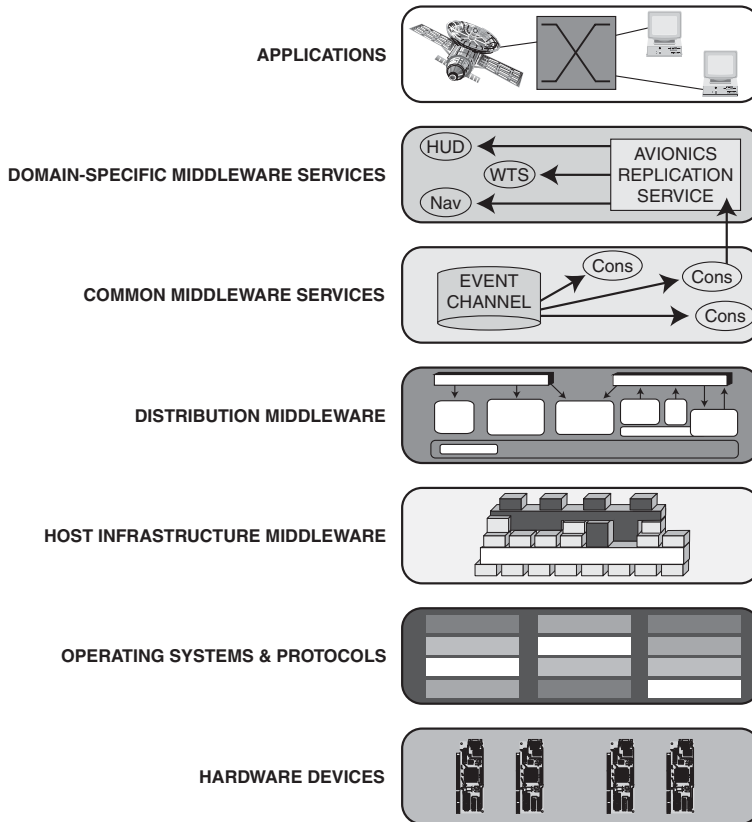 APPLICATIONS
DOMAIN-SPECIFIC MIDDLEWARE SERVICES
HUD
WTS
Nav
AVIONICS
REPLICATION
SERVICE
COMMON MIDDLEWARE SERVICES
EVENT
CHANNEL
Cons
Cons
Cons
DISTRIBUTION MIDDLEWARE
HOST INFRASTRUCTURE MIDDLEWARE
OPERATING SYSTEMS & PROTOCOLS
HARDWARE DEVICES